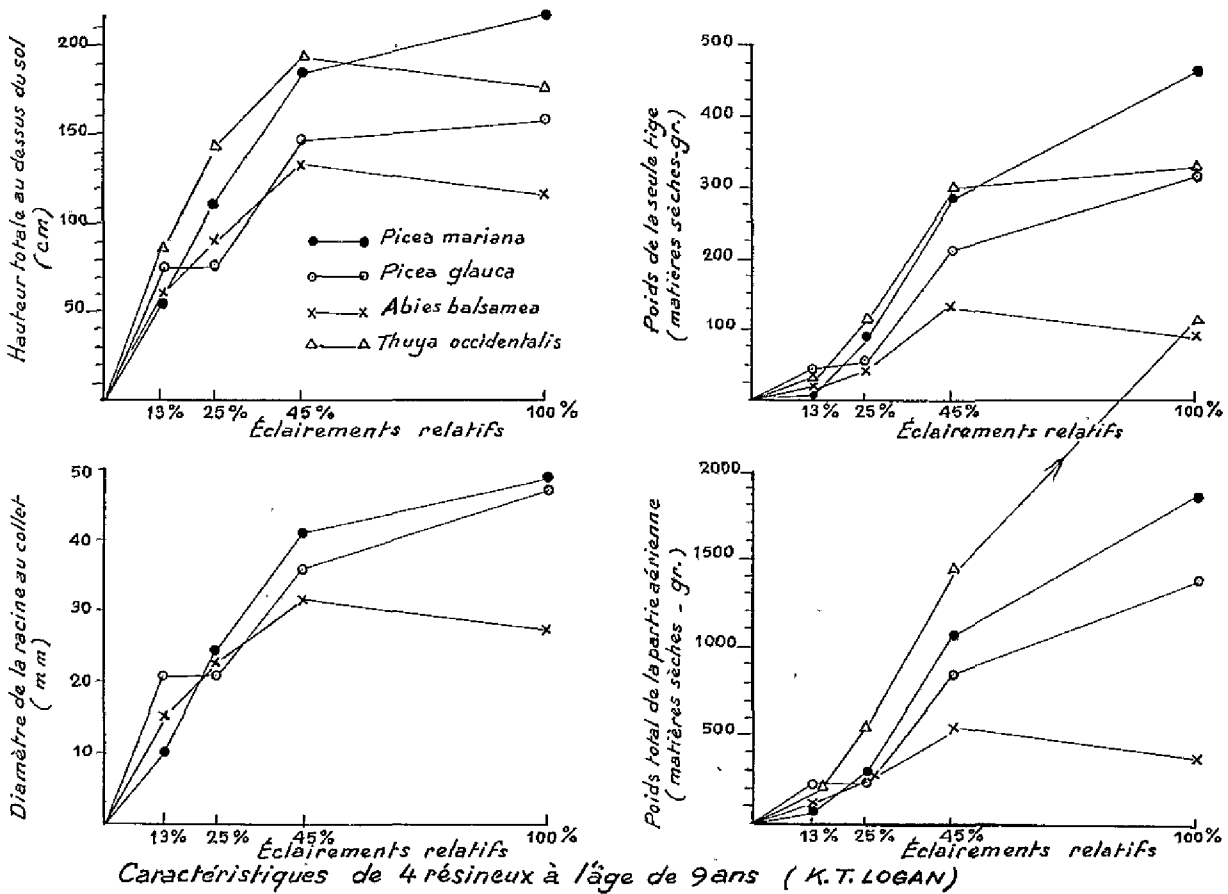 Hauteur totale au dessus du sol
(cm)
200
150
100
50
Picea mariana
Picea glauca
Abies balsamea
Thuya occidentalis
13% 25% 45% 100%
Éclairements relatifs
Poids de la seule tige
(matières sèches-gr.)
500
400
300
200
100
13% 25% 45% 100%
Éclairements relatifs
Diamètre de la racine au collet
(mm)
50
40
30
20
10
13% 25% 45% 100%
Éclairements relatifs
Poids total de la partie aérienne
(matières sèches - gr.)
2000
1500
1000
500
13% 25% 45% 100%
Éclairements relatifs
Caractéristiques de 4 résineux à l'âge de 9 ans (K.T. LOGAN)